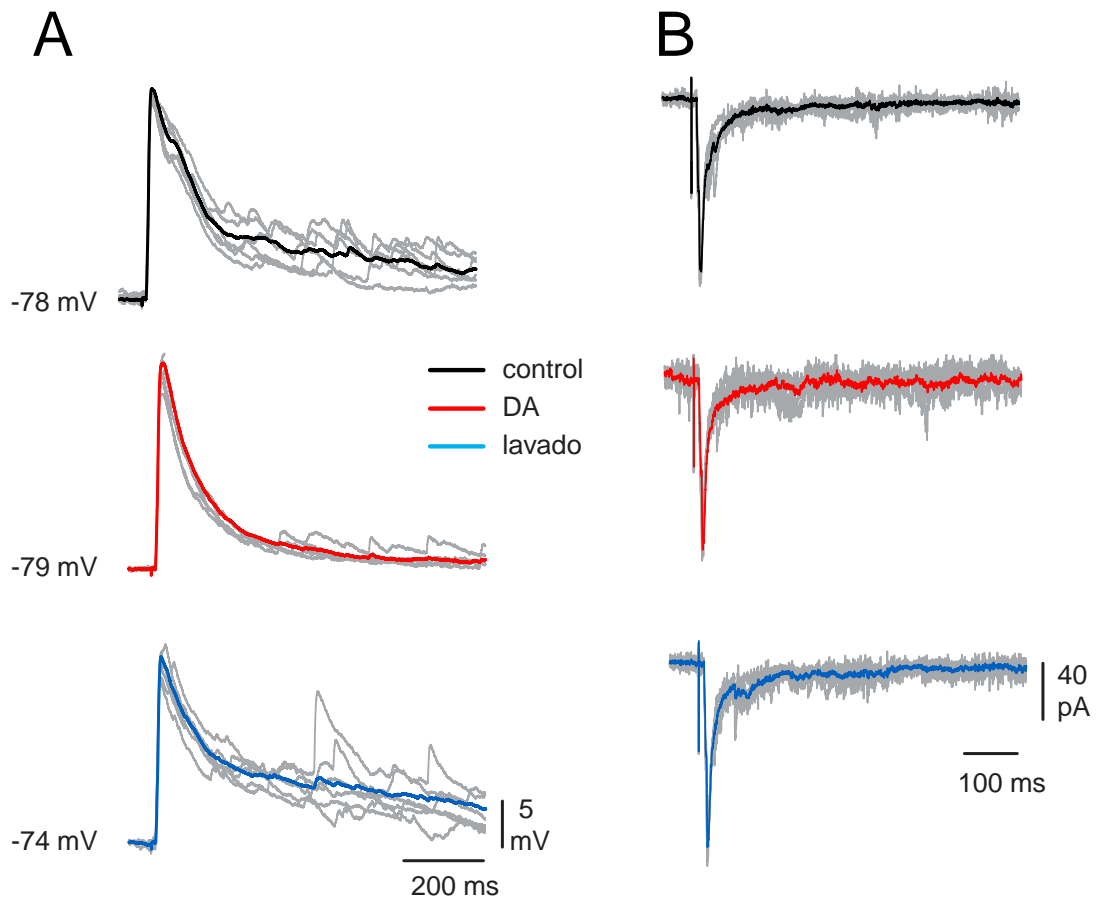 A
B
-78 mV
control
DA
lavado
-79 mV
-74 mV
5
mV
200 ms
40
pA
100 ms